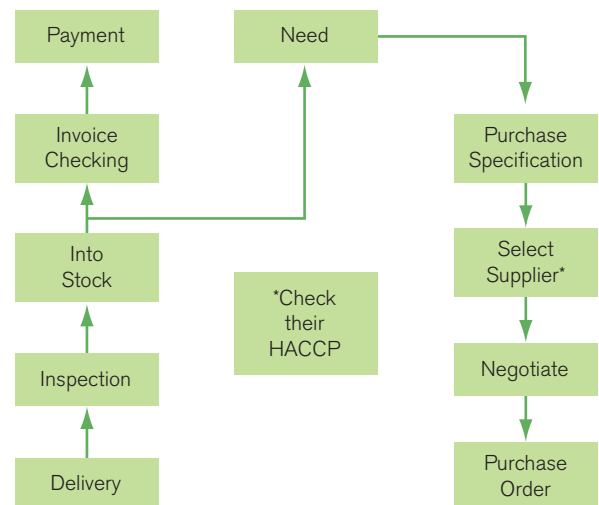 Payment
Need
Invoice
Checking
Purchase
Specification
Into
Stock
Select
Supplier*
*Check
their
HACCP
Inspection
Negotiate
Delivery
Purchase
Order